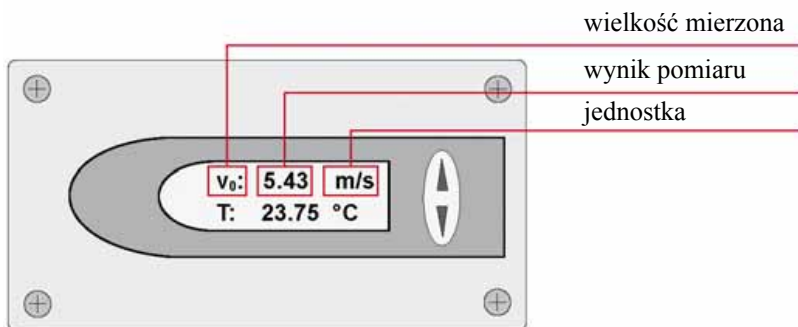 wielkość mierzona
wynik pomiaru
jednostka
v₀: 5.43 m/s
T: 23.75 °C